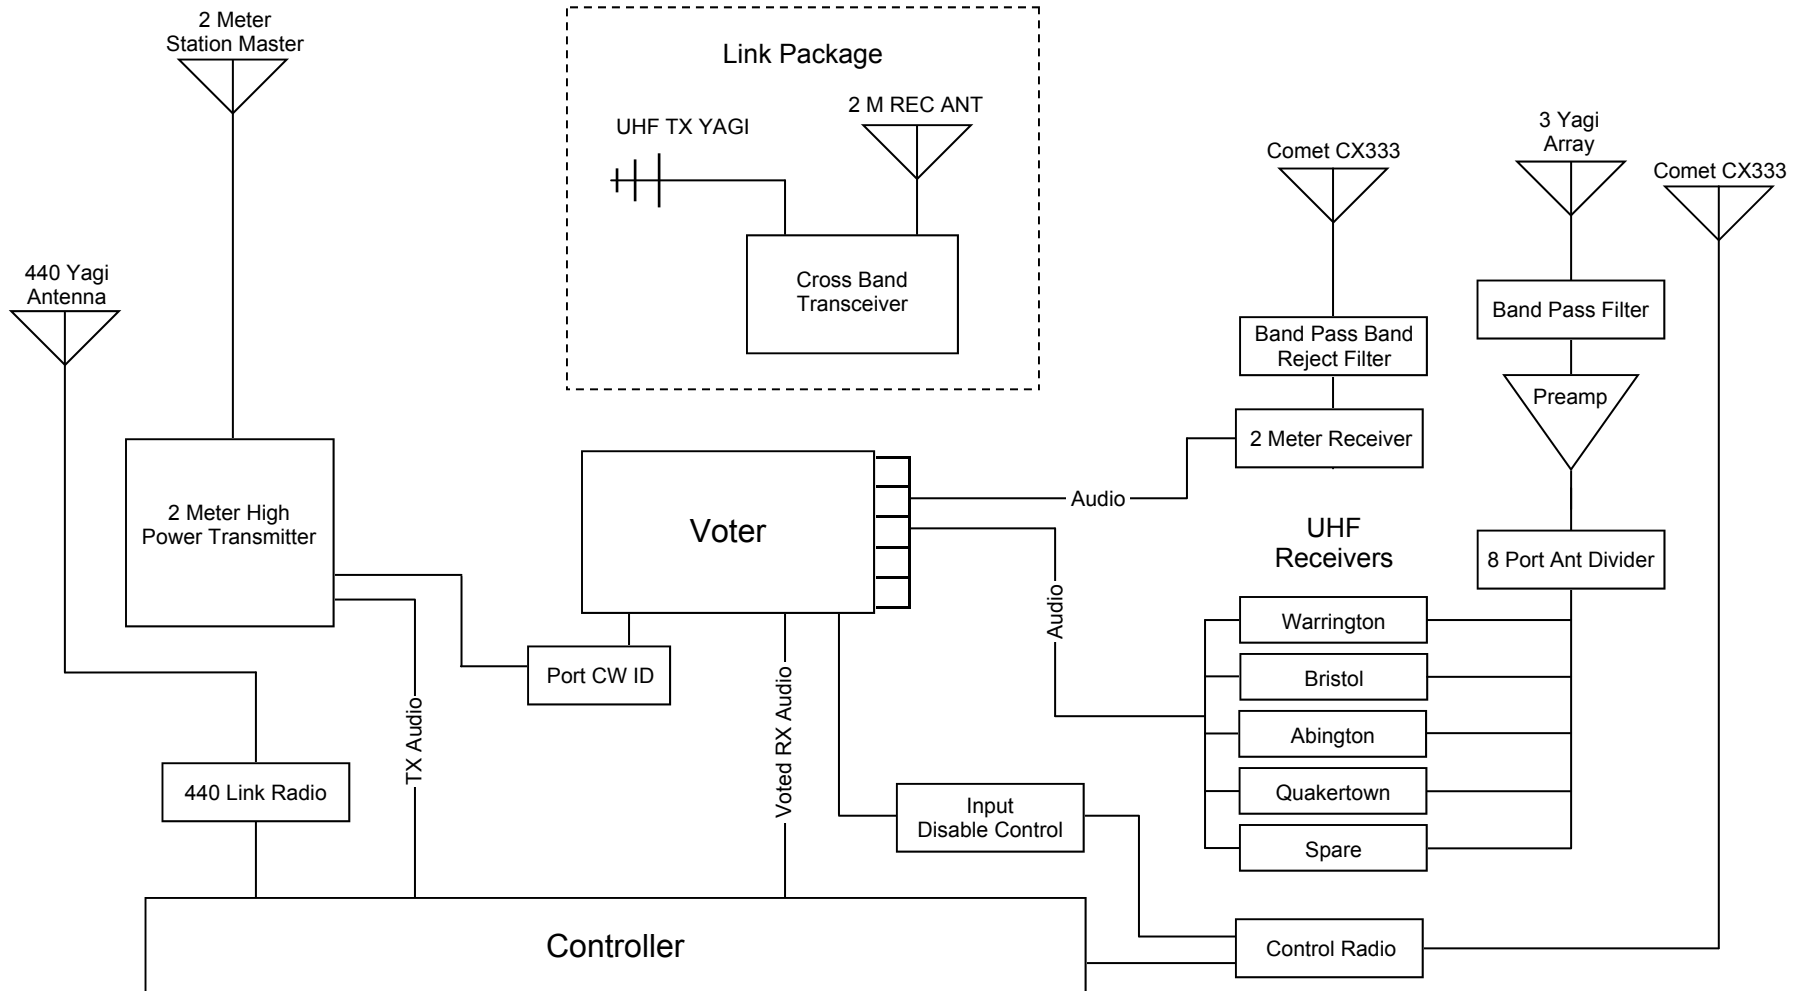 2 Meter
Station Master
Link Package
2 M REC ANT
UHF TX YAGI
Cross Band
Transceiver
Comet CX333
3 Yagi
Array
Comet CX333
440 Yagi
Antenna
Band Pass Filter
Band Pass Band
Reject Filter
Preamp
2 Meter Receiver
2 Meter High
Power Transmitter
Voter
Audio
UHF
Receivers
8 Port Ant Divider
Audio
Warrington
Bristol
Abington
Quakertown
Spare
Port CW ID
TX Audio
Voted RX Audio
440 Link Radio
Input
Disable Control
Controller
Control Radio